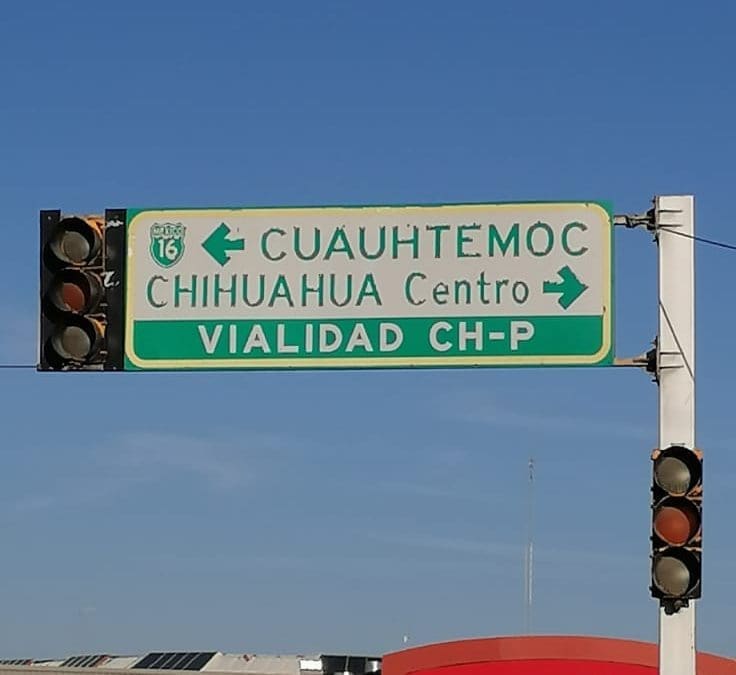 MEXICO
16
CUAUHTEMOC
CHIHUAHUA Centro
VIALIDAD CH-P